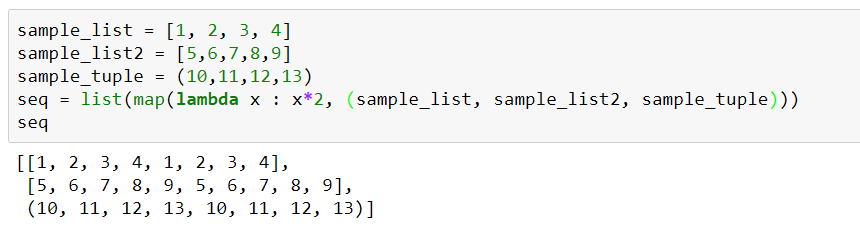 sample_list = [1, 2, 3, 4]
sample_list2 = [5,6,7,8,9]
sample_tuple = (10,11,12,13)
seq = list(map(lambda x : x*2, (sample_list, sample_list2, sample_tuple)))
seq
[[1, 2, 3, 4, 1, 2, 3, 4],
 [5, 6, 7, 8, 9, 5, 6, 7, 8, 9],
 (10, 11, 12, 13, 10, 11, 12, 13)]